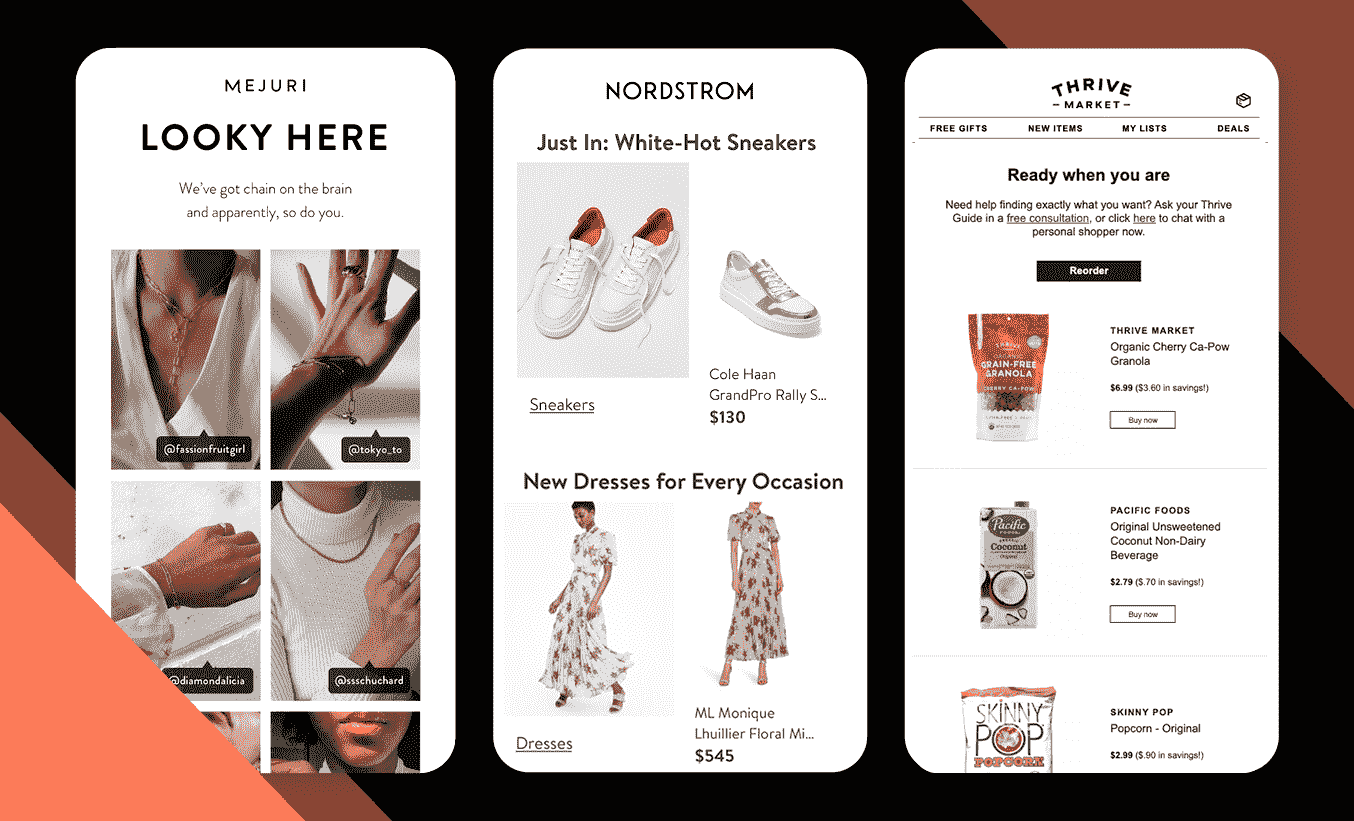 MEJURI
LOOKY HERE
We've got chain on the brain
and apparently, so do you.
@fassionfruitgirl
@tokyo_to
@diamondalicia
@ssschuchard
NORDSTROM
Just In: White-Hot Sneakers
Sneakers
Cole Haan
GrandPro Rally S...
$130
New Dresses for Every Occasion
Dresses
ML Monique
Lhuillier Floral Mi...
$545
THRIVE
MARKET
FREE GIFTS NEW ITEMS MY LISTS DEALS
Ready when you are
Need help finding exactly what you want? Ask your Thrive
Guide in a free consultation, or click here to chat with a
personal shopper now.
Reorder
THRIVE
ORGANIC
GRAIN-FREE
GRANOLA
CHERRY CA-POW
THRIVE MARKET
Organic Cherry Ca-Pow
Granola
$6.99 ($3.60 in savings!)
Buy now
Pacific
FOODS
Coconut
Original
PACIFIC FOODS
Original Unsweetened
Coconut Non-Dairy
Beverage
$2.79 ($.70 in savings!)
Buy now
SKINNY
POP
POPCORN
SKINNY POP
Popcorn - Original
$2.99 ($.90 in savings!)